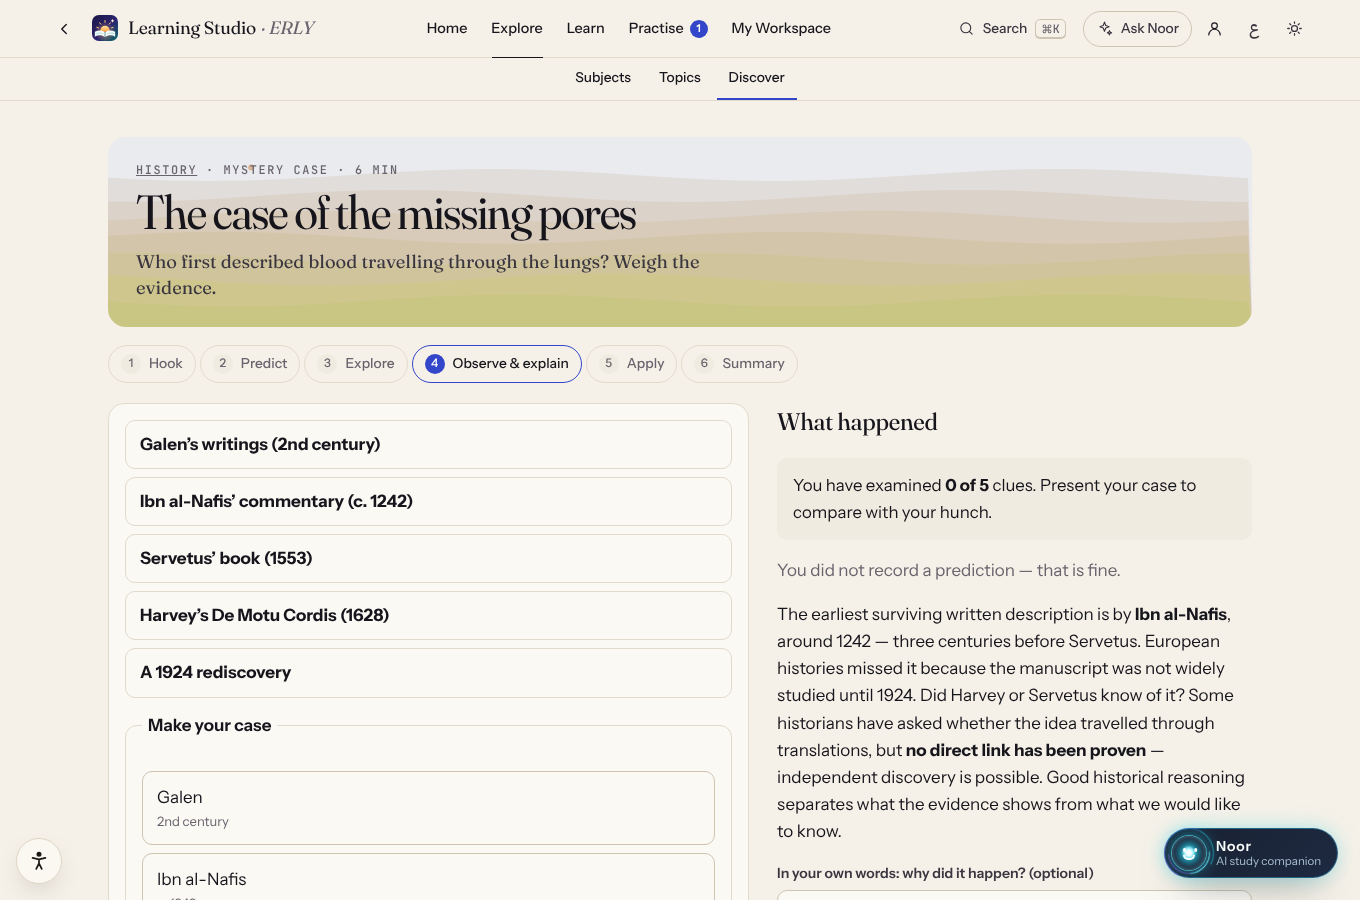 Learning Studio · ERLY
Home
Explore
Learn
Practise 1
My Workspace
Search ⌘K
Ask Noor
ع
Subjects
Topics
Discover
HISTORY · MYSTERY CASE · 6 MIN
The case of the missing pores
Who first described blood travelling through the lungs? Weigh the
evidence.
1 Hook
2 Predict
3 Explore
4 Observe & explain
5 Apply
6 Summary
Galen’s writings (2nd century)
Ibn al-Nafis’ commentary (c. 1242)
Servetus’ book (1553)
Harvey’s De Motu Cordis (1628)
A 1924 rediscovery
Make your case
Galen
2nd century
Ibn al-Nafis
What happened
You have examined 0 of 5 clues. Present your case to
compare with your hunch.
You did not record a prediction — that is fine.
The earliest surviving written description is by Ibn al-Nafis,
around 1242 — three centuries before Servetus. European
histories missed it because the manuscript was not widely
studied until 1924. Did Harvey or Servetus know of it? Some
historians have asked whether the idea travelled through
translations, but no direct link has been proven —
independent discovery is possible. Good historical reasoning
separates what the evidence shows from what we would like
to know.
In your own words: why did it happen? (optional)
Noor
AI study companion